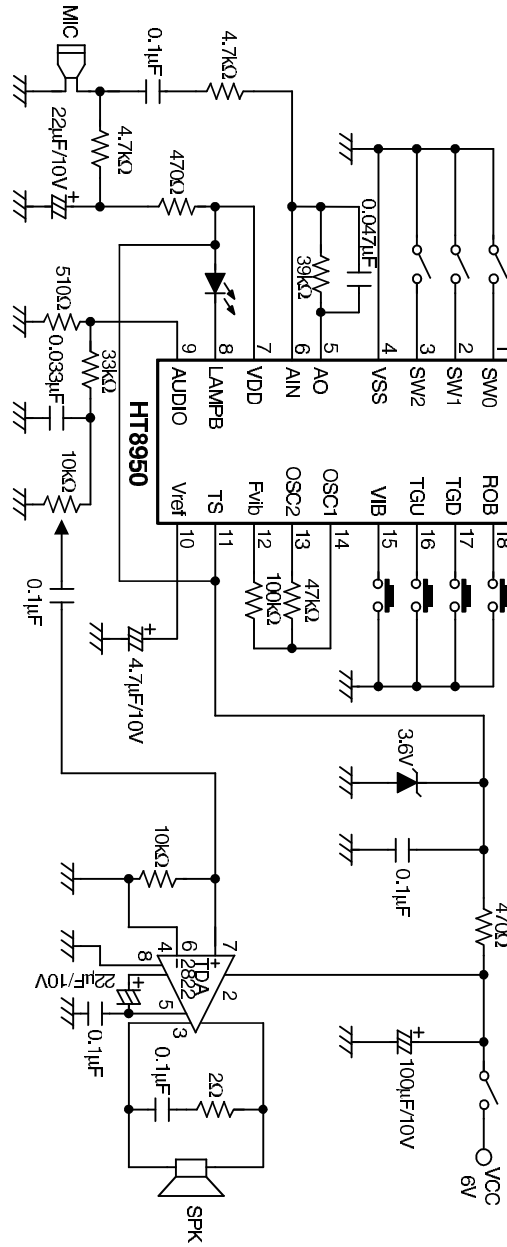 MIC
0.1µF
4.7kΩ
22µF/10V
4.7kΩ
470Ω
0.047µF
39kΩ
510Ω
33kΩ
0.033µF
10kΩ
0.1µF
9
8
7
6
5
4
3
2
1
AUDIO
LAMPB
VDD
AIN
AO
VSS
SW2
SW1
SW0
HT8950
Vref
TS
Fvib
OSC2
OSC1
VIB
TGU
TGD
ROB
10
11
12
13
14
15
16
17
18
100kΩ
47kΩ
4.7µF/10V
3.6V
0.1µF
470Ω
10kΩ
4
6
7
8
TDA
2822
2
22µF/10V
5
3
0.1µF
100µF/10V
0.1µF
2Ω
VCC
6V
SPK